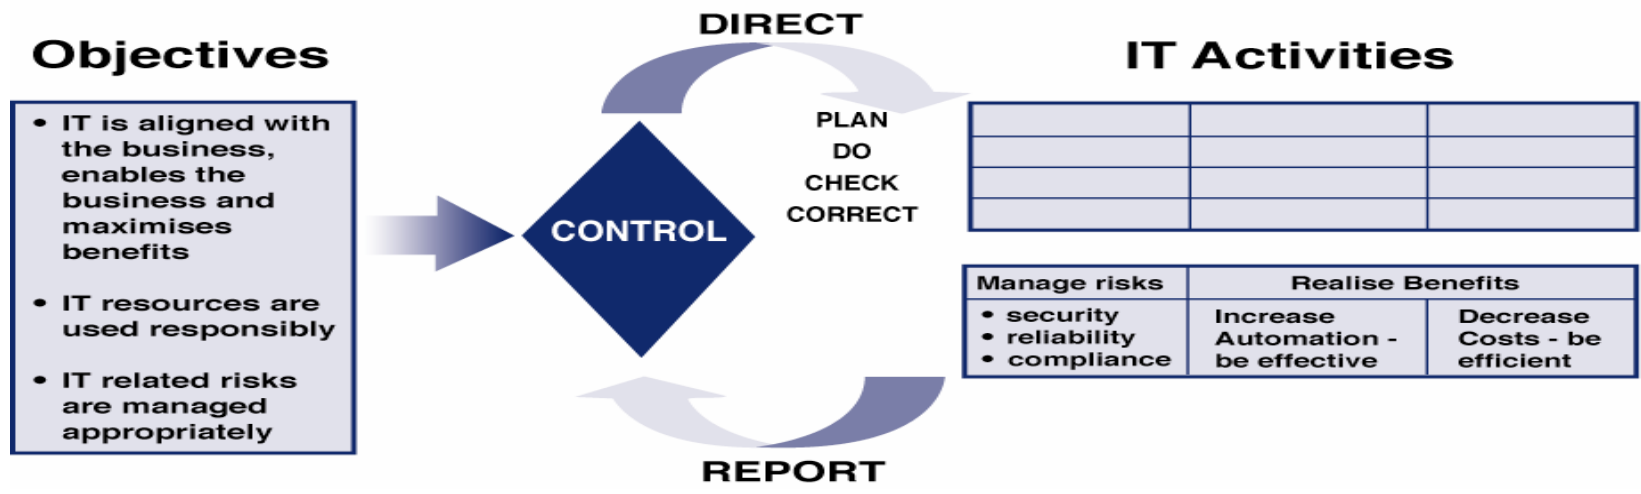 Objectives
• IT is aligned with
the business,
enables the
business and
maximises
benefits
• IT resources are
used responsibly
• IT related risks
are managed
appropriately
CONTROL
DIRECT
PLAN
DO
CHECK
CORRECT
REPORT
IT Activities
Manage risks
• security
• reliability
• compliance
Realise Benefits
Increase
Automation -
be effective
Decrease
Costs - be
efficient